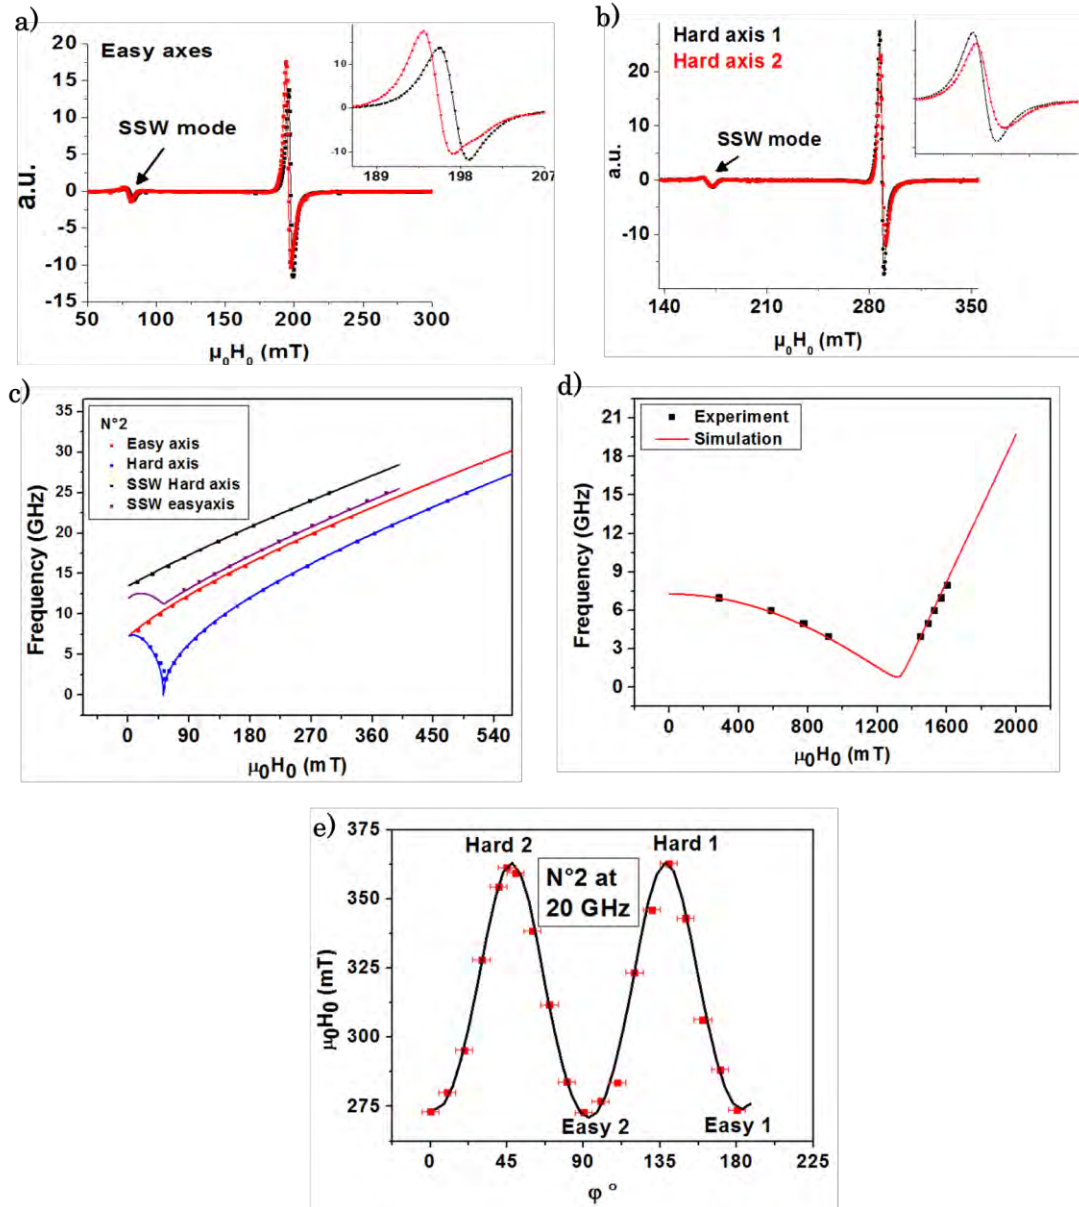 a)
Easy axes
SSW mode
a.u.
20
15
10
5
0
-5
-10
-15
50 100 150 200 250 300
μ₀H₀ (mT)
10
0
-10
189 198 207
b)
Hard axis 1
Hard axis 2
SSW mode
a.u.
20
10
0
-10
140 210 280 350
μ₀H₀ (mT)
c)
Frequency (GHz)
35
30
25
20
15
10
5
0
N°2
Easy axis
Hard axis
SSW Hard axis
SSW easyaxis
0 90 180 270 360 450 540
μ₀H₀ (mT)
d)
Frequency (GHz)
21
18
15
12
9
6
3
0
Experiment
Simulation
0 400 800 1200 1600 2000
μ₀H₀ (mT)
e)
μ₀H₀ (mT)
375
350
325
300
275
Hard 2
Hard 1
N°2 at
20 GHz
Easy 2
Easy 1
0 45 90 135 180 225
φ °